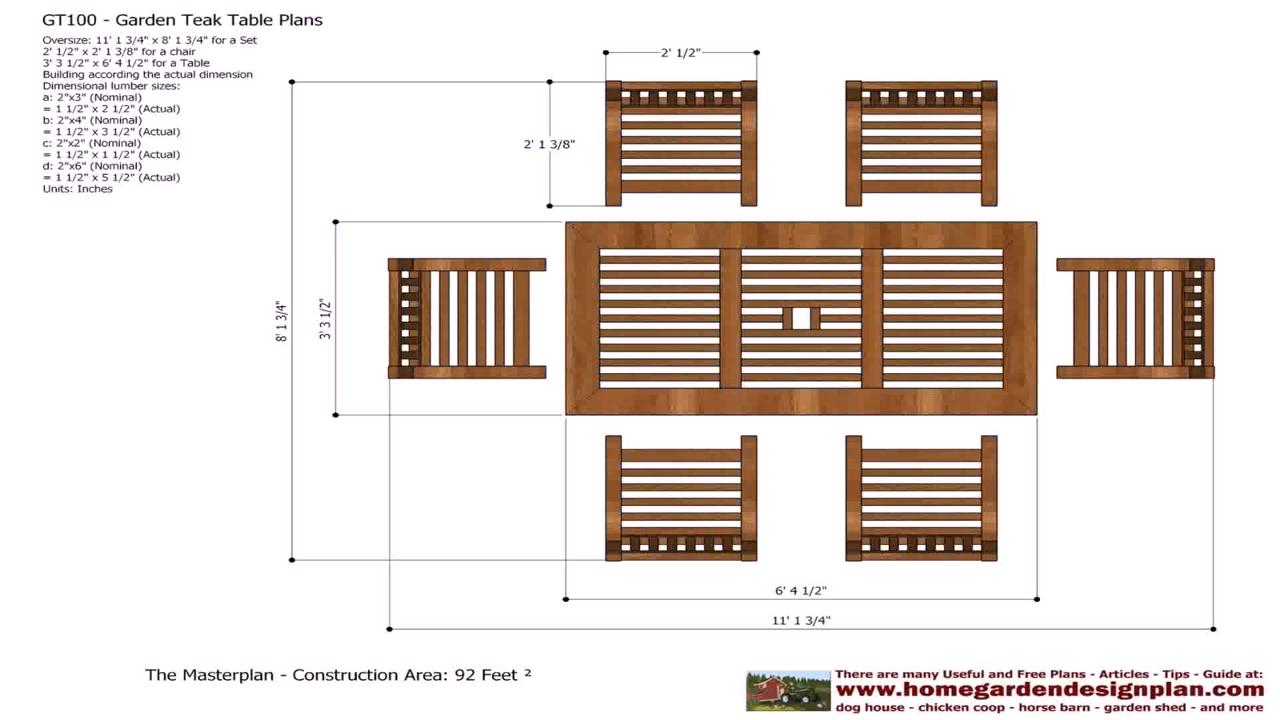 GT100 - Garden Teak Table Plans
Oversize: 11' 1 3/4" x 8' 1 3/4" for a Set
2' 1/2" x 2' 1 3/8" for a chair
3' 3 1/2" x 6' 4 1/2" for a Table
Building according the actual dimension
Dimensional lumber sizes:
a: 2"x3" (Nominal)
= 1 1/2" x 2 1/2" (Actual)
b: 2"x4" (Nominal)
= 1 1/2" x 3 1/2" (Actual)
c: 2"x2" (Nominal)
= 1 1/2" x 1 1/2" (Actual)
d: 2"x6" (Nominal)
= 1 1/2" x 5 1/2" (Actual)
Units: Inches
2' 1/2"
2' 1 3/8"
8' 1 3/4"
3' 3 1/2"
6' 4 1/2"
11' 1 3/4"
The Masterplan - Construction Area: 92 Feet ²
There are many Useful and Free Plans - Articles - Tips - Guide at:
www.homegardendesignplan.com
dog house - chicken coop - horse barn - garden shed - and more